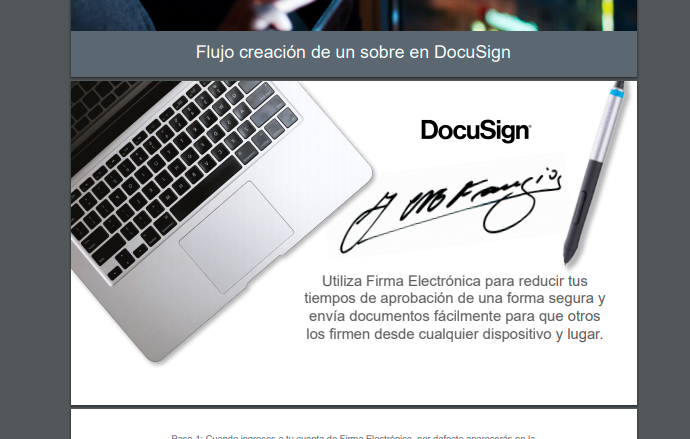 Flujo creación de un sobre en DocuSign
DocuSign
Utiliza Firma Electrónica para reducir tus
tiempos de aprobación de una forma segura y
envía documentos fácilmente para que otros
los firmen desde cualquier dispositivo y lugar.
Paso 1: Cuando ingreses a tu cuenta de Firma Electrónica, por defecto aparecerás en la